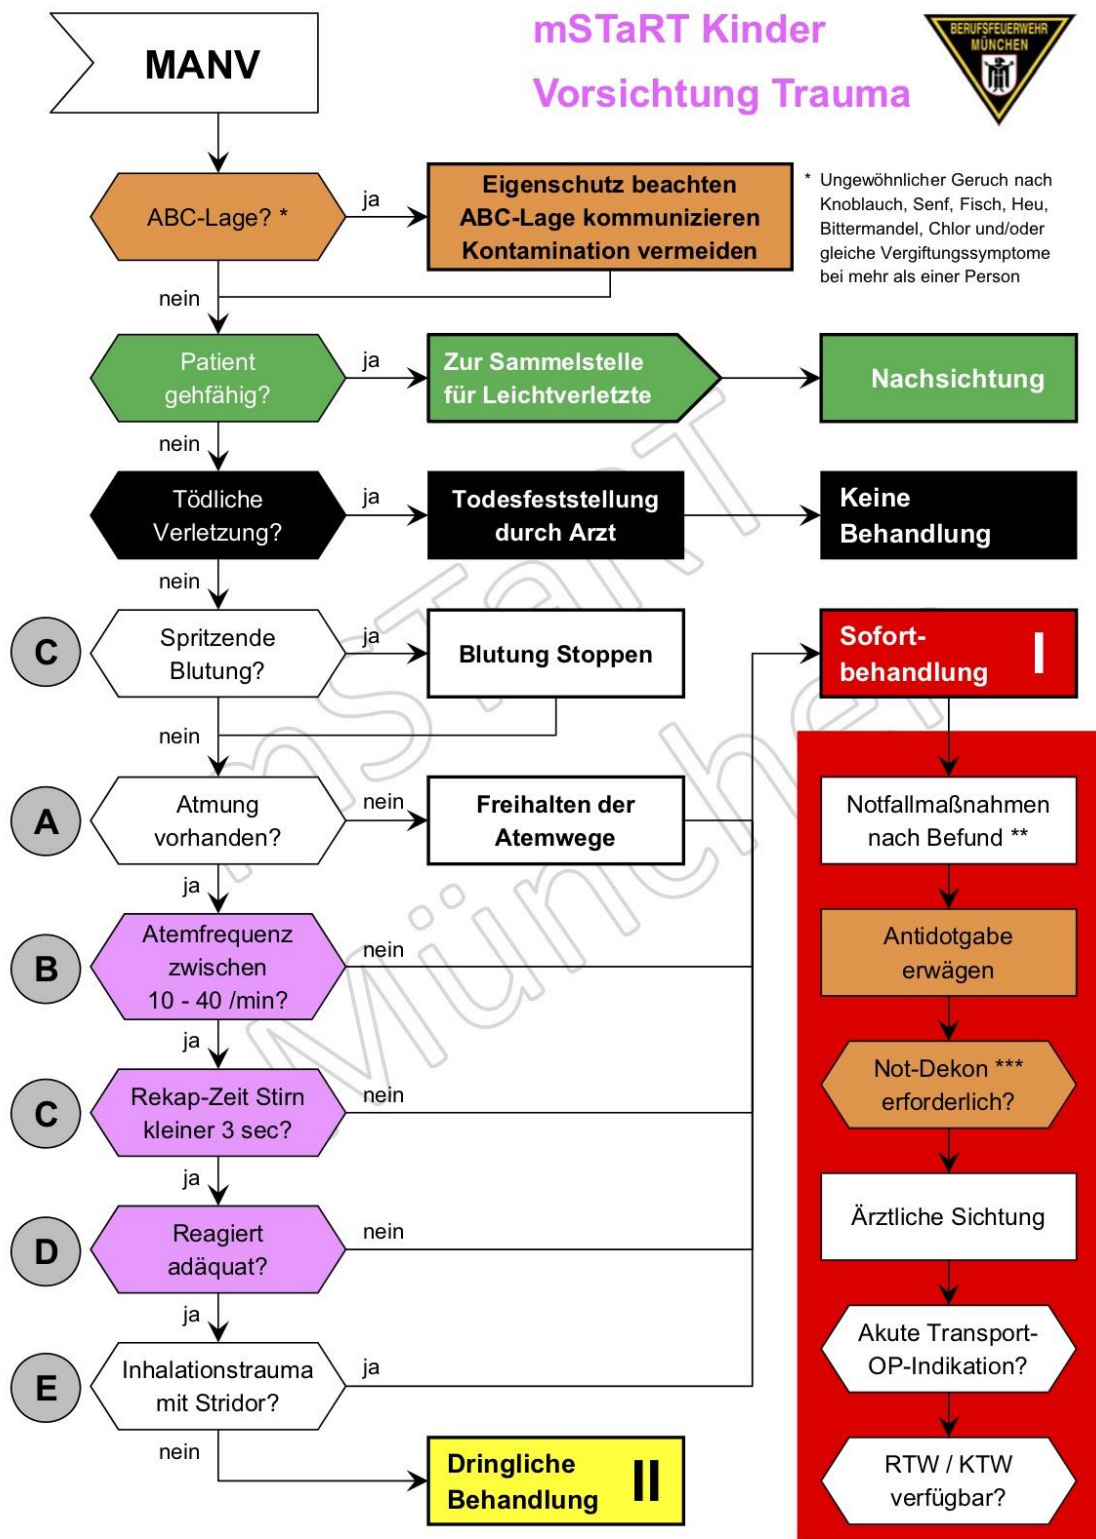 MANV
mSTaRT Kinder
Vorsichtung Trauma
BERUFSFEUERWEHR
MÜNCHEN
ABC-Lage? *
ja
Eigenschutz beachten
ABC-Lage kommunizieren
Kontamination vermeiden
* Ungewöhnlicher Geruch nach
Knoblauch, Senf, Fisch, Heu,
Bittermandel, Chlor und/oder
gleiche Vergiftungssymptome
bei mehr als einer Person
nein
Patient
gehfähig?
ja
Zur Sammelstelle
für Leichtverletzte
Nachsichtung
nein
Tödliche
Verletzung?
ja
Todesfeststellung
durch Arzt
Keine
Behandlung
nein
C
Spritzende
Blutung?
ja
Blutung Stoppen
Sofort-
behandlung I
nein
A
Atmung
vorhanden?
nein
Freihalten der
Atemwege
Notfallmaßnahmen
nach Befund **
ja
B
Atemfrequenz
zwischen
10 - 40 /min?
nein
Antidotgabe
erwägen
ja
C
Rekap-Zeit Stirn
kleiner 3 sec?
nein
Not-Dekon ***
erforderlich?
ja
D
Reagiert
adäquat?
nein
Ärztliche Sichtung
ja
E
Inhalationstrauma
mit Stridor?
ja
Akute Transport-
OP-Indikation?
nein
Dringliche
Behandlung II
RTW / KTW
verfügbar?
mSTaRT
München